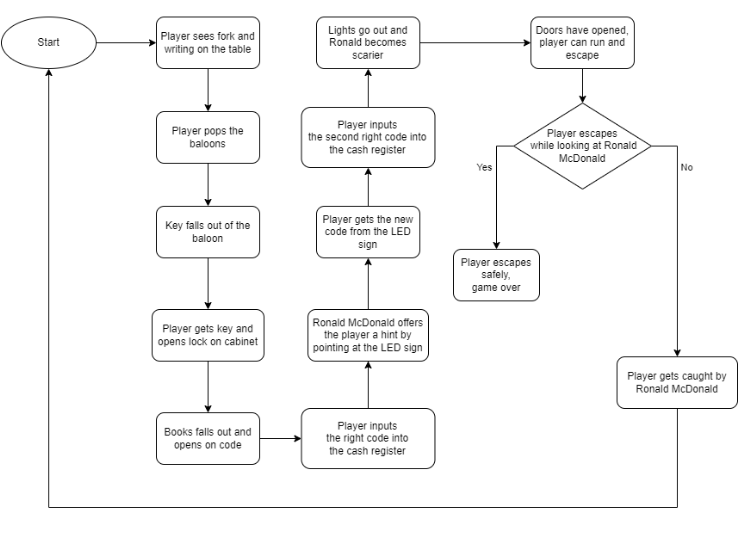 Start
Player sees fork and
writing on the table
Player pops the
baloons
Key falls out of the
baloon
Player gets key and
opens lock on cabinet
Books falls out and
opens on code
Player inputs
the right code into
the cash register
Ronald McDonald offers
the player a hint by
pointing at the LED sign
Player gets the new
code from the LED
sign
Player inputs
the second right code into
the cash register
Lights go out and
Ronald becomes
scarier
Doors have opened,
player can run and
escape
Player escapes
while looking at Ronald
McDonald
Yes
No
Player escapes
safely,
game over
Player gets caught by
Ronald McDonald